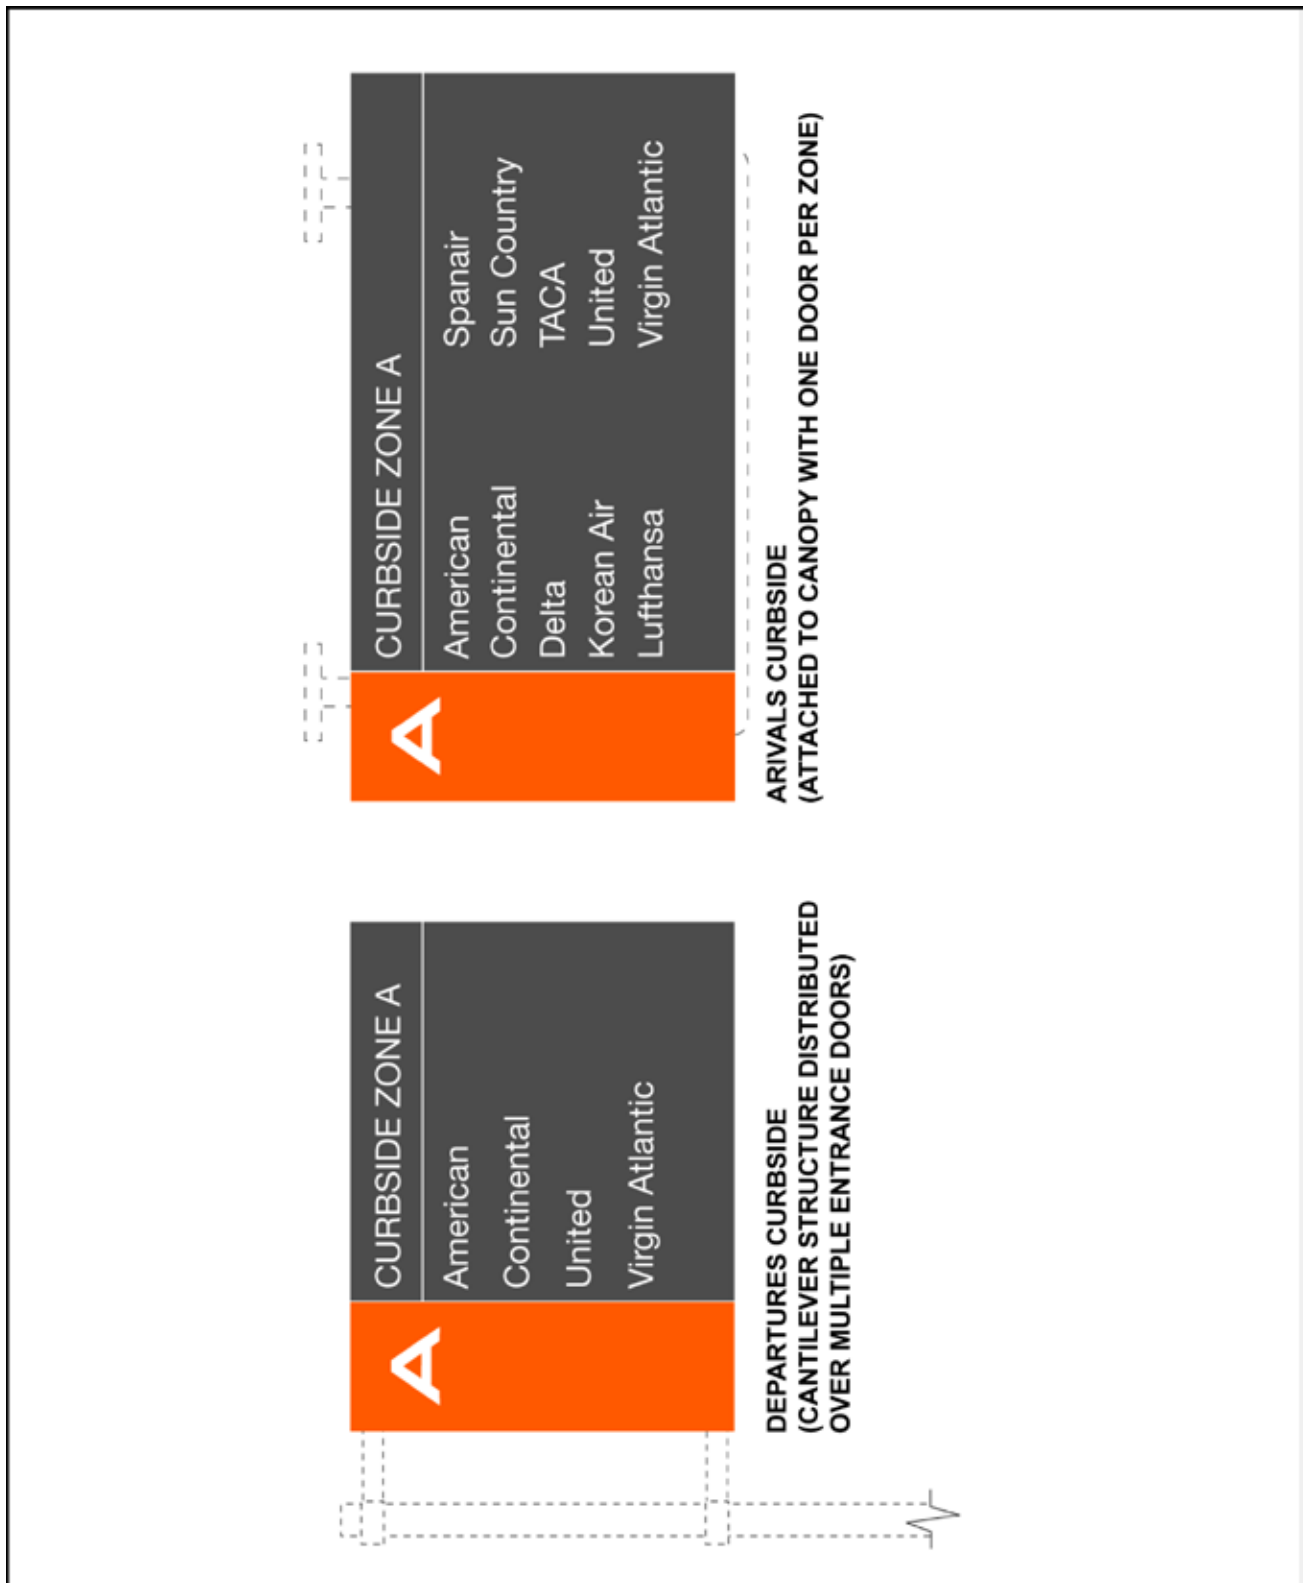 A
CURBSIDE ZONE A
American
Continental
United
Virgin Atlantic
DEPARTURES CURBSIDE
(CANTILEVER STRUCTURE DISTRIBUTED
OVER MULTIPLE ENTRANCE DOORS)
A
CURBSIDE ZONE A
American
Continental
Delta
Korean Air
Lufthansa
Spanair
Sun Country
TACA
United
Virgin Atlantic
ARIVALS CURBSIDE
(ATTACHED TO CANOPY WITH ONE DOOR PER ZONE)